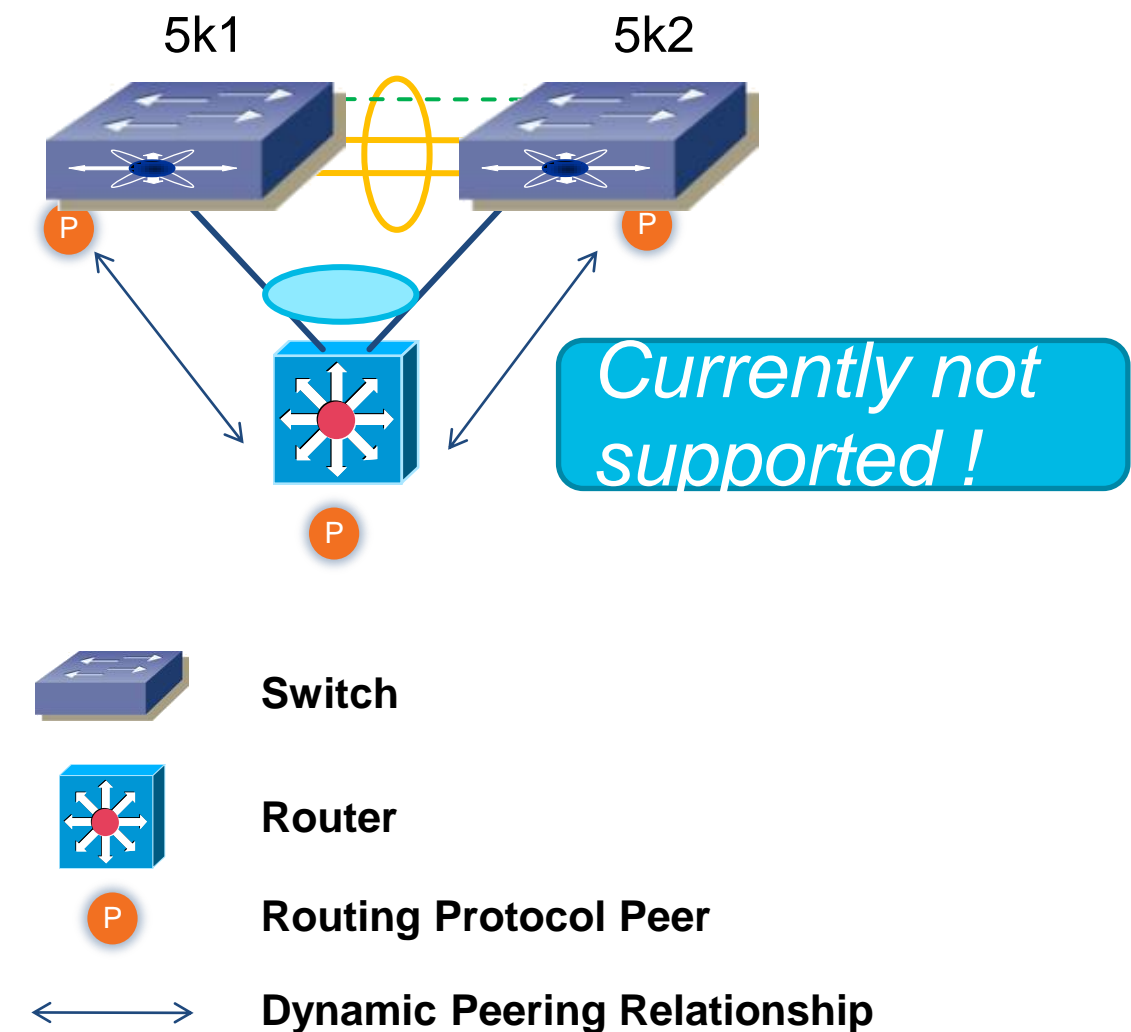 5k1
5k2
P
P
Currently not
supported !
P
Switch
Router
P
Routing Protocol Peer
Dynamic Peering Relationship